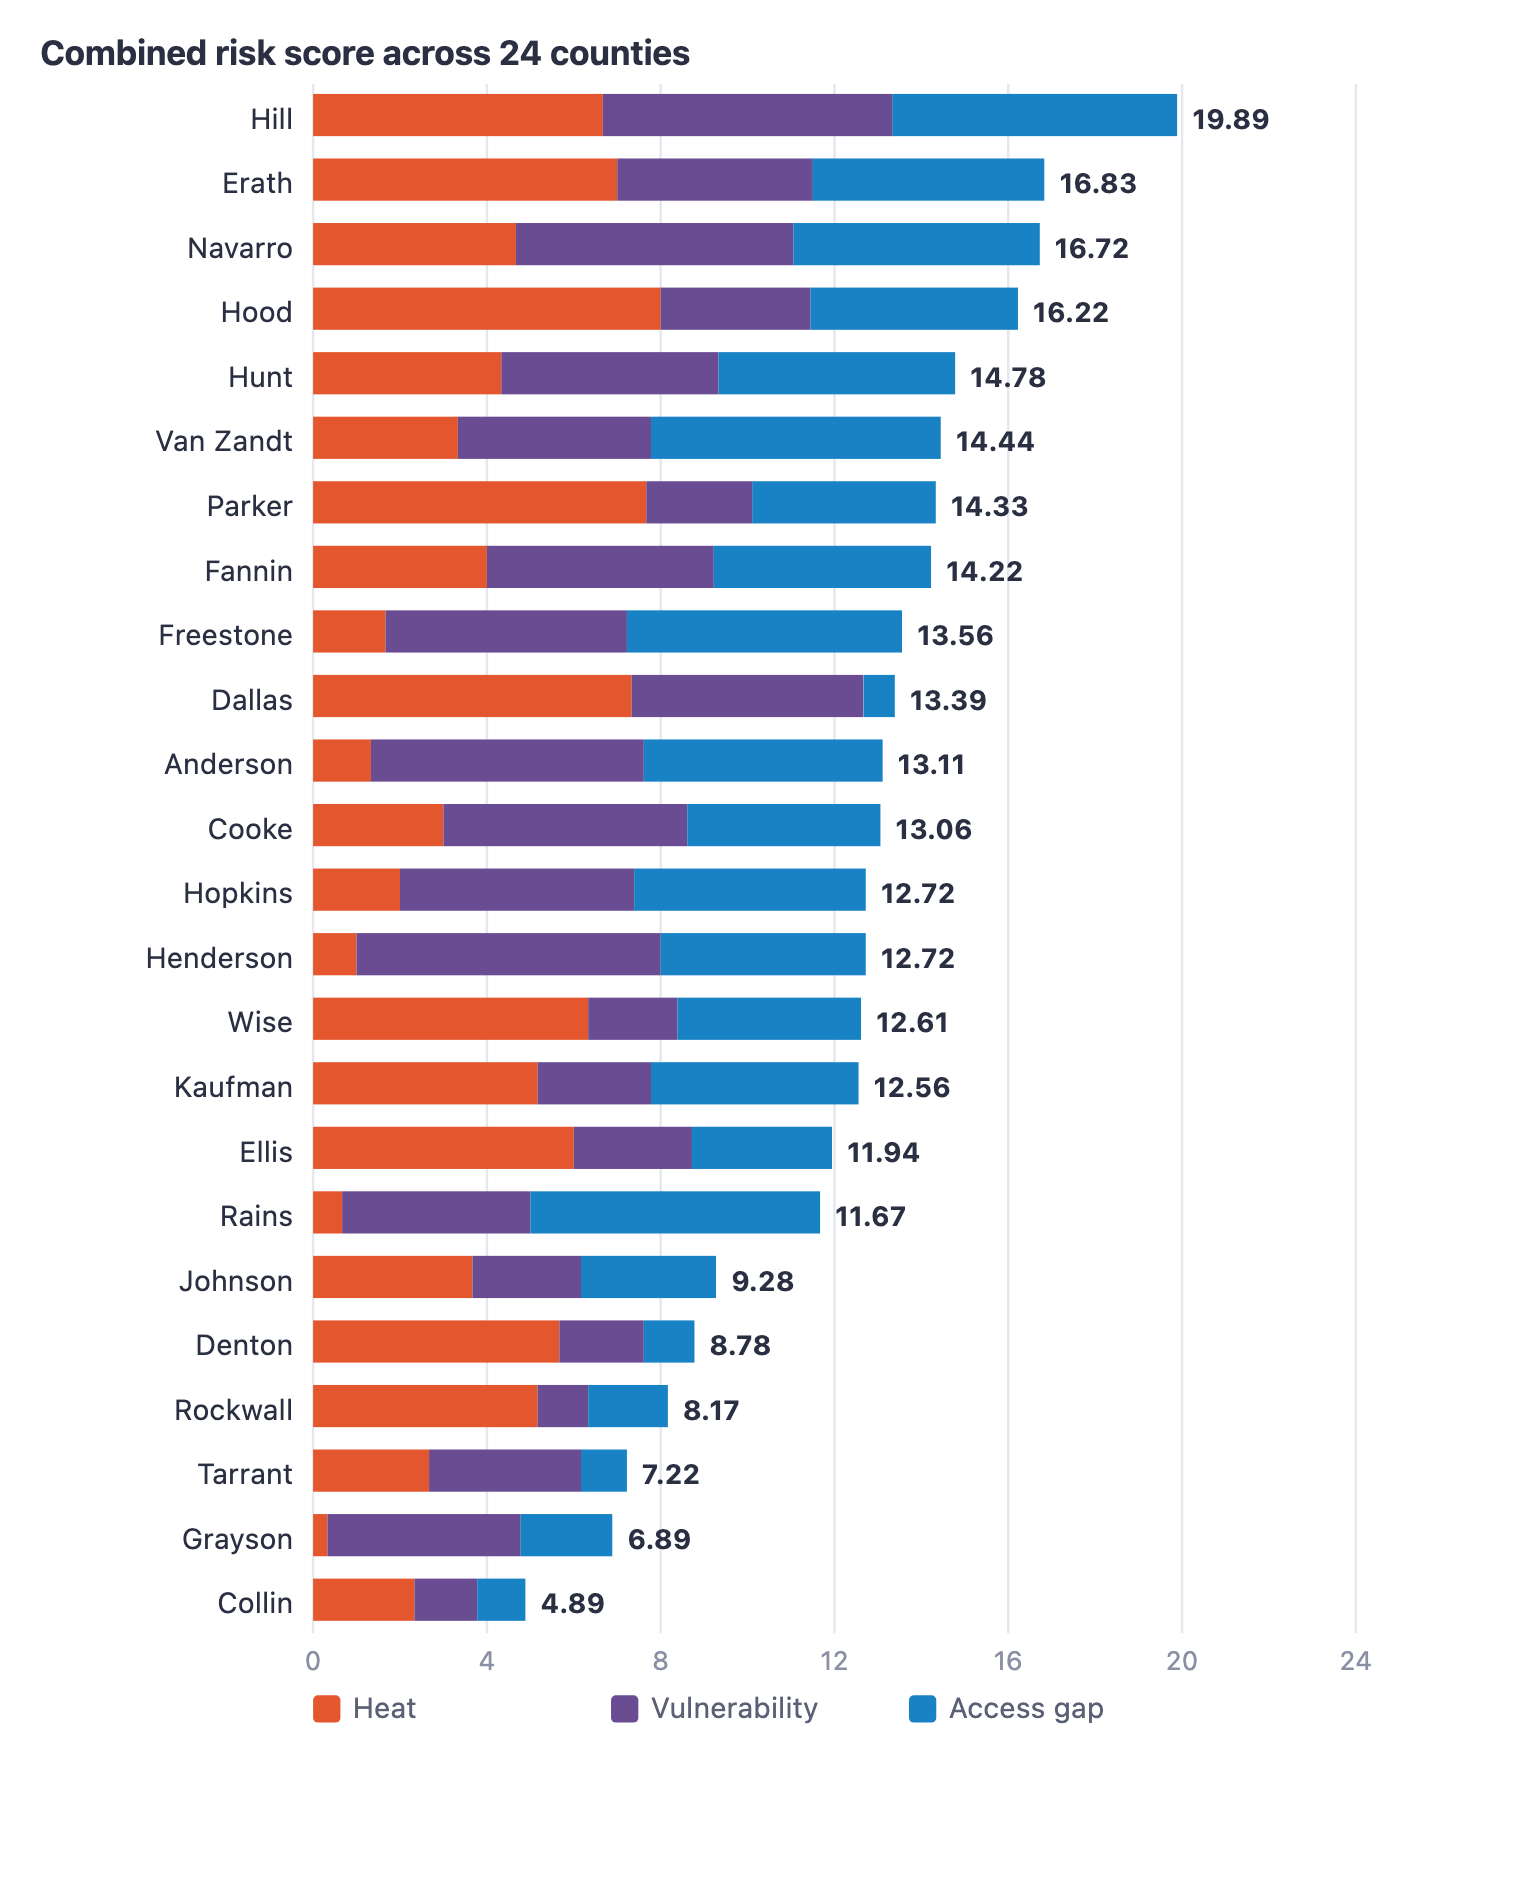 Combined risk score across 24 counties
Hill 19.89
Erath 16.83
Navarro 16.72
Hood 16.22
Hunt 14.78
Van Zandt 14.44
Parker 14.33
Fannin 14.22
Freestone 13.56
Dallas 13.39
Anderson 13.11
Cooke 13.06
Hopkins 12.72
Henderson 12.72
Wise 12.61
Kaufman 12.56
Ellis 11.94
Rains 11.67
Johnson 9.28
Denton 8.78
Rockwall 8.17
Tarrant 7.22
Grayson 6.89
Collin 4.89
0 4 8 12 16 20 24
Heat Vulnerability Access gap